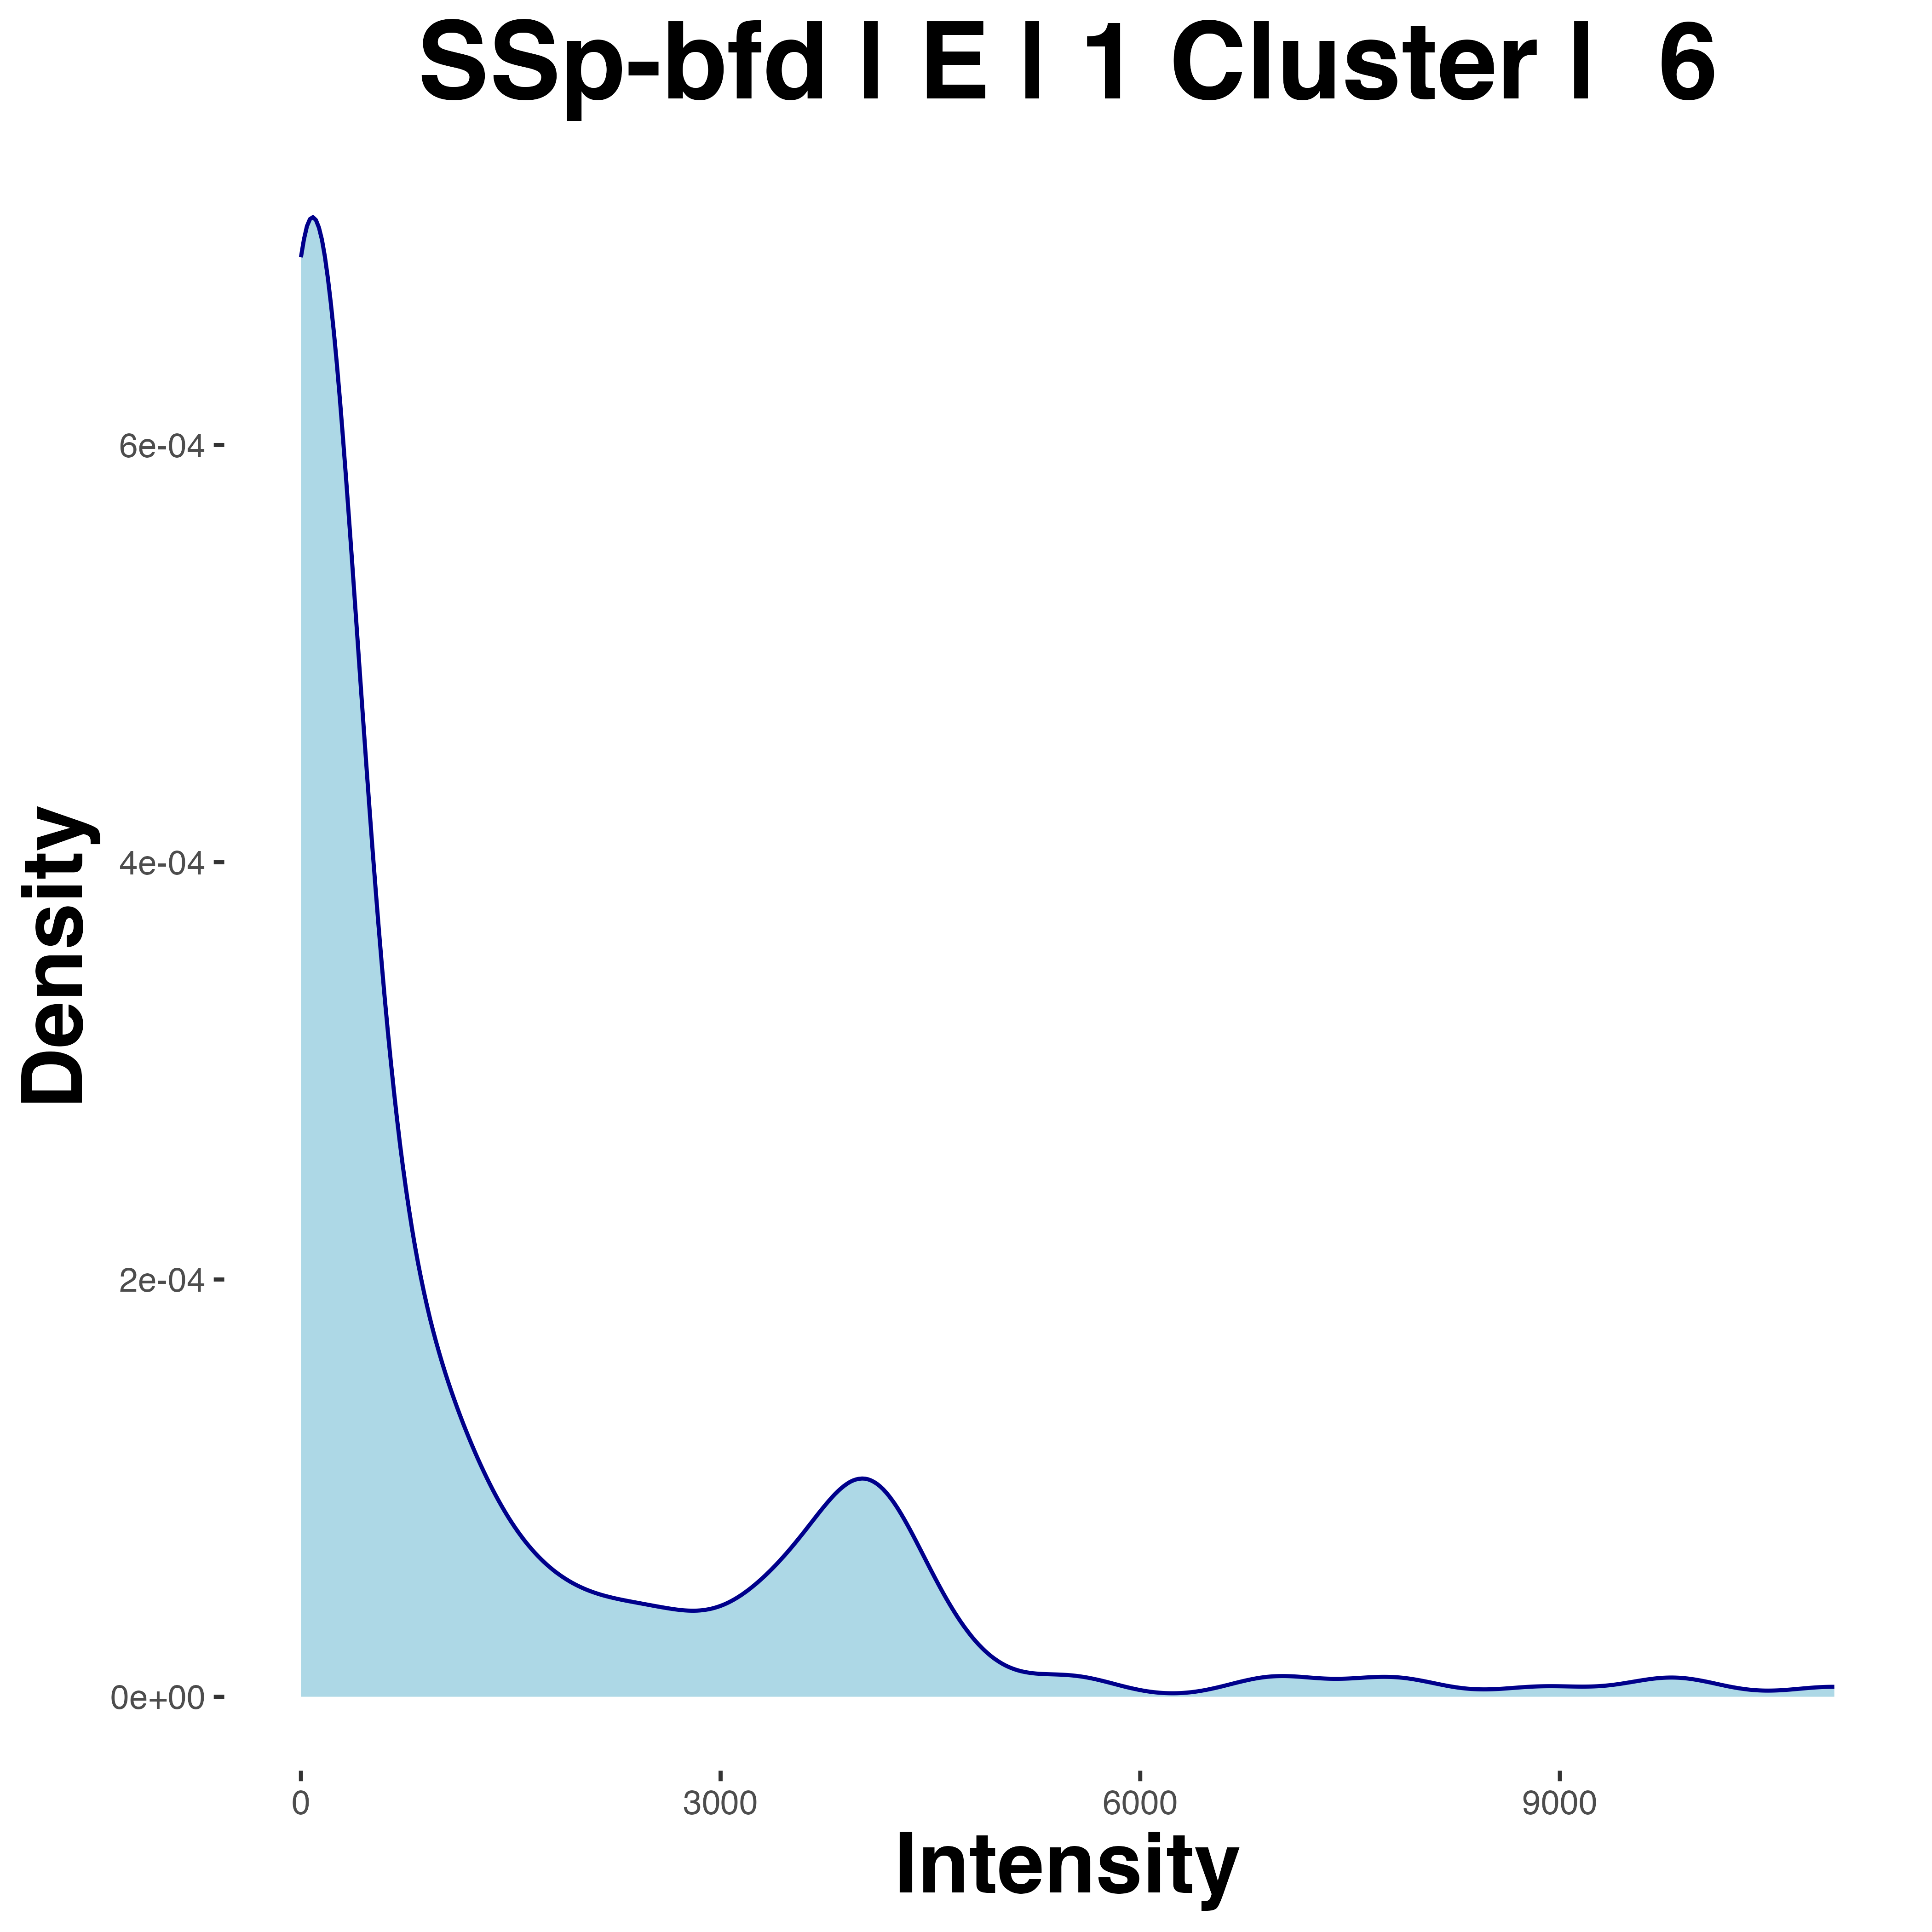 SSp-bfd | E | 1 Cluster | 6
6e-04
4e-04
2e-04
0e+00
Density
0
3000
6000
9000
Intensity